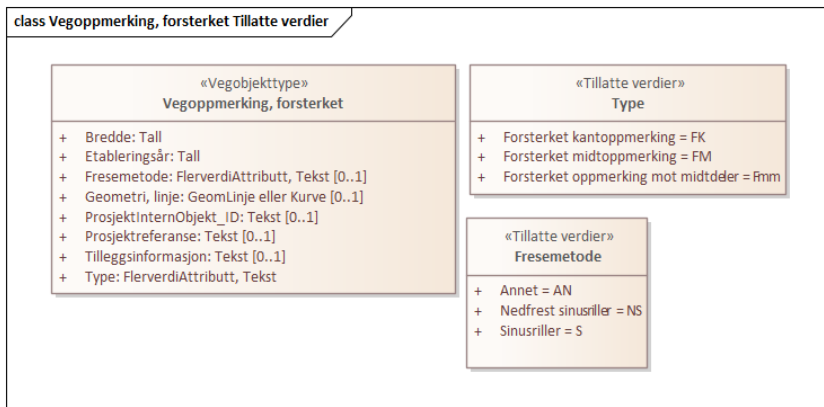 class Vegoppmerking, forsterket Tillatte verdier
«Vegobjekttype»
Vegoppmerking, forsterket
+ Bredde: Tall
+ Etableringsår: Tall
+ Fresemetode: FlerverdiAttributt, Tekst [0..1]
+ Geometri, linje: GeomLinje eller Kurve [0..1]
+ ProsjektInternObjekt_ID: Tekst [0..1]
+ Prosjektreferanse: Tekst [0..1]
+ Tilleggsinformasjon: Tekst [0..1]
+ Type: FlerverdiAttributt, Tekst
«Tillatte verdier»
Type
+ Forsterket kantoppmerking = FK
+ Forsterket midtoppmerking = FM
+ Forsterket oppmerking mot midtdeler = Fmm
«Tillatte verdier»
Fresemetode
+ Annet = AN
+ Nedfrest sinusriller = NS
+ Sinusriller = S